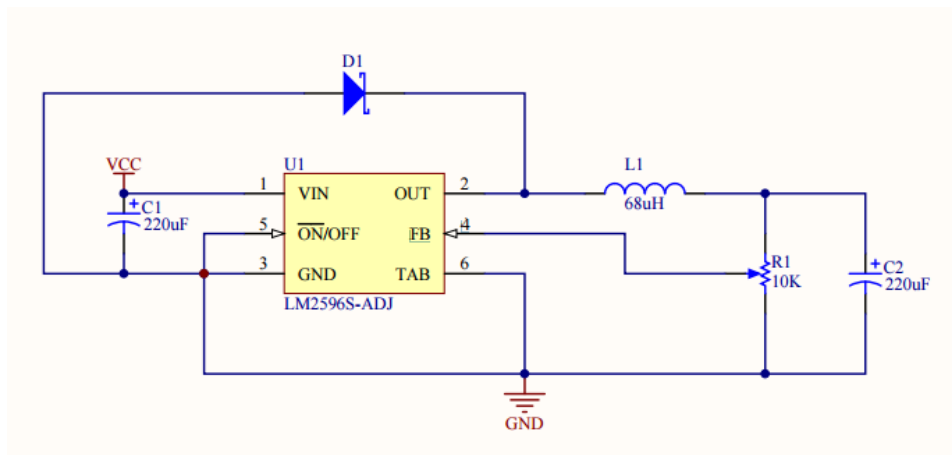 D1
VCC
U1
L1
1
VIN
OUT
2
+
C1
220uF
68uH
5
ON/OFF
FB
4
3
GND
TAB
6
R1
10K
+
C2
220uF
LM2596S-ADJ
GND